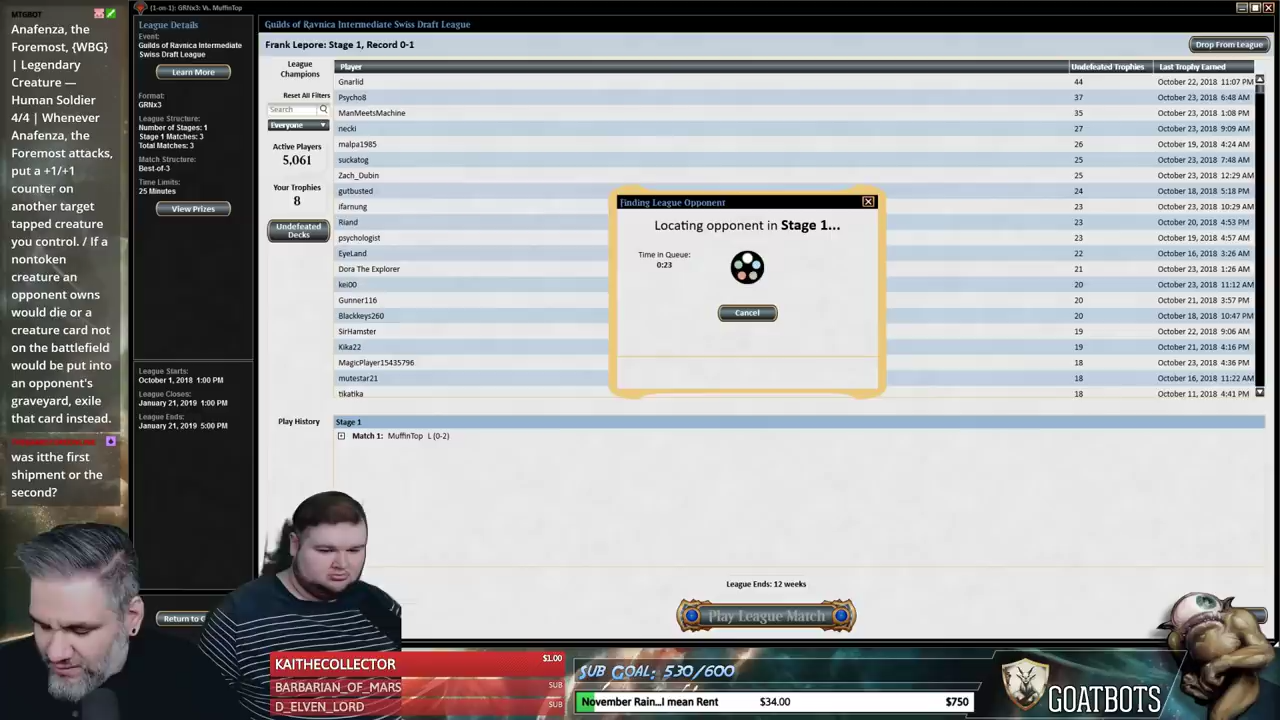 MTGBOT
Anafenza, the
Foremost, {WBG}
| Legendary
Creature —
Human Soldier
4/4 | Whenever
Anafenza, the
Foremost attacks,
put a +1/+1
counter on
another target
tapped creature
you control. / If a
nontoken
creature an
opponent owns
would die or a
creature card not
on the battlefield
would be put into
an opponent's
graveyard, exile
that card instead.
was itthe first
shipment or the
second?
(1-on-1): GRNx3: Vs. MuffinTop
League Details
Event:
Guilds of Ravnica Intermediate
Swiss Draft League
Learn More
Format:
GRNx3
League Structure:
Number of Stages: 1
Stage 1 Matches: 3
Total Matches: 3
Match Structure:
Best-of-3
Time Limits:
25 Minutes
View Prizes
League Starts:
October 1, 2018 1:00 PM
League Closes:
January 21, 2019 1:00 PM
League Ends:
January 21, 2019 5:00 PM
Guilds of Ravnica Intermediate Swiss Draft League
Frank Lepore: Stage 1, Record 0-1
Drop From League
League
Champions
Reset All Filters
Search
Everyone
Active Players
5,061
Your Trophies
8
Undefeated
Decks
Player Undefeated Trophies Last Trophy Earned
Gnarlid 44 October 22, 2018 11:07 PM
Psycho8 37 October 23, 2018 6:48 AM
ManMeetsMachine 35 October 23, 2018 1:08 PM
necki 27 October 23, 2018 9:09 AM
malpa1985 26 October 19, 2018 4:24 AM
suckatog 25 October 23, 2018 7:48 AM
Zach_Dubin 25 October 23, 2018 12:29 AM
gutbusted 24 October 18, 2018 5:18 PM
ifarnung 23 October 23, 2018 10:29 AM
Riand 23 October 20, 2018 4:53 PM
psychologist 23 October 19, 2018 4:57 AM
EyeLand 22 October 16, 2018 3:26 AM
Dora The Explorer 21 October 23, 2018 1:26 AM
kei00 20 October 23, 2018 11:12 AM
Gunner116 20 October 21, 2018 3:57 PM
Blackkeys260 20 October 18, 2018 10:47 PM
SirHamster 19 October 22, 2018 9:06 AM
Kika22 19 October 21, 2018 4:16 PM
MagicPlayer15435796 18 October 23, 2018 4:36 PM
mutestar21 18 October 16, 2018 11:22 AM
tikatika 18 October 11, 2018 4:41 PM
Finding League Opponent
Locating opponent in Stage 1...
Time in Queue:
0:23
Cancel
Play History
Stage 1
Match 1: MuffinTop L (0-2)
League Ends: 12 weeks
Play League Match
Return to
KAITHECOLLECTOR $1.00
BARBARIAN_OF_MARS SUB
D_ELVEN_LORD SUB
SUB GOAL: 530/600
November Rain...I mean Rent $34.00 $750
GOATBOTS